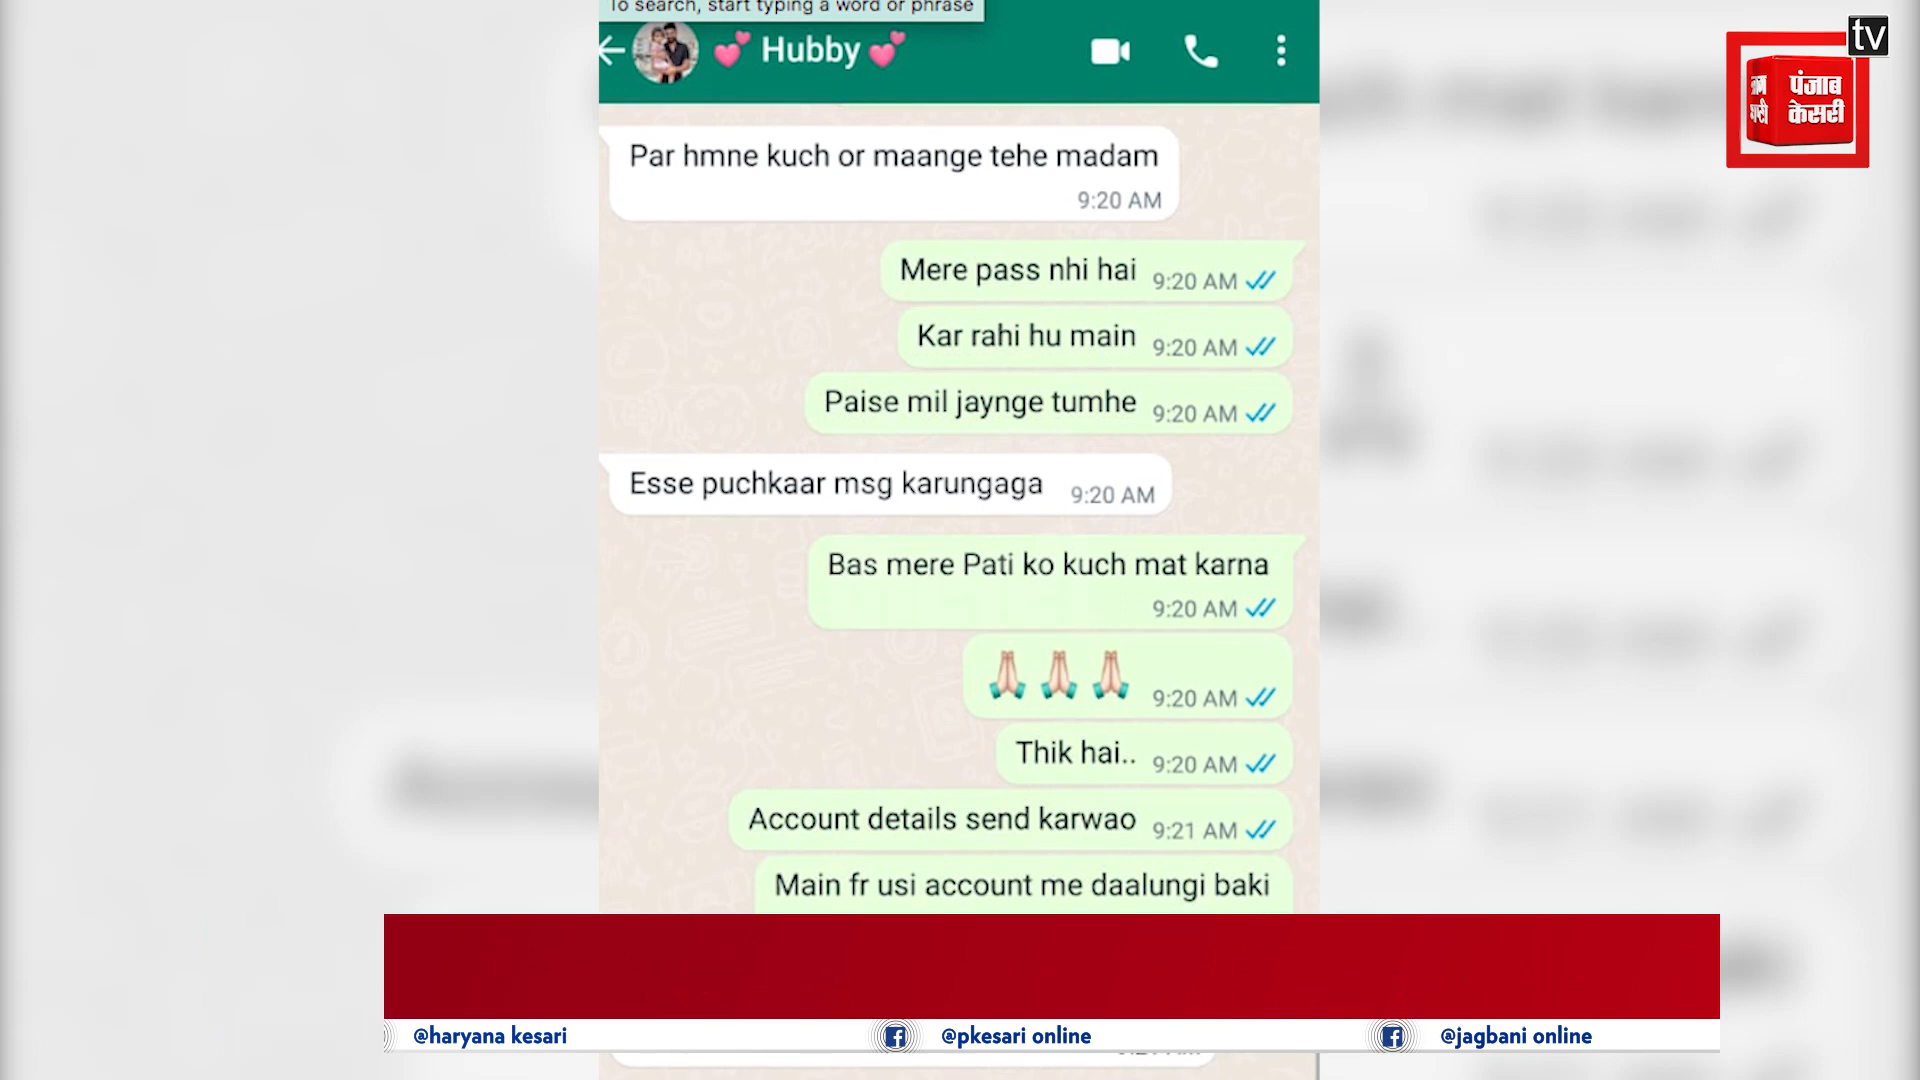 To search, start typing a word or phrase
💕 Hubby 💕
tv
पंजाब
केसरी
Par hmne kuch or maange tehe madam
9:20 AM
Mere pass nhi hai 9:20 AM
Kar rahi hu main 9:20 AM
Paise mil jaynge tumhe 9:20 AM
Esse puchkaar msg karungaga 9:20 AM
Bas mere Pati ko kuch mat karna
9:20 AM
🙏🏻🙏🏻🙏🏻 9:20 AM
Thik hai.. 9:20 AM
Account details send karwao 9:21 AM
Main fr usi account me daalungi baki
@haryana kesari @pkesari online @jagbani online